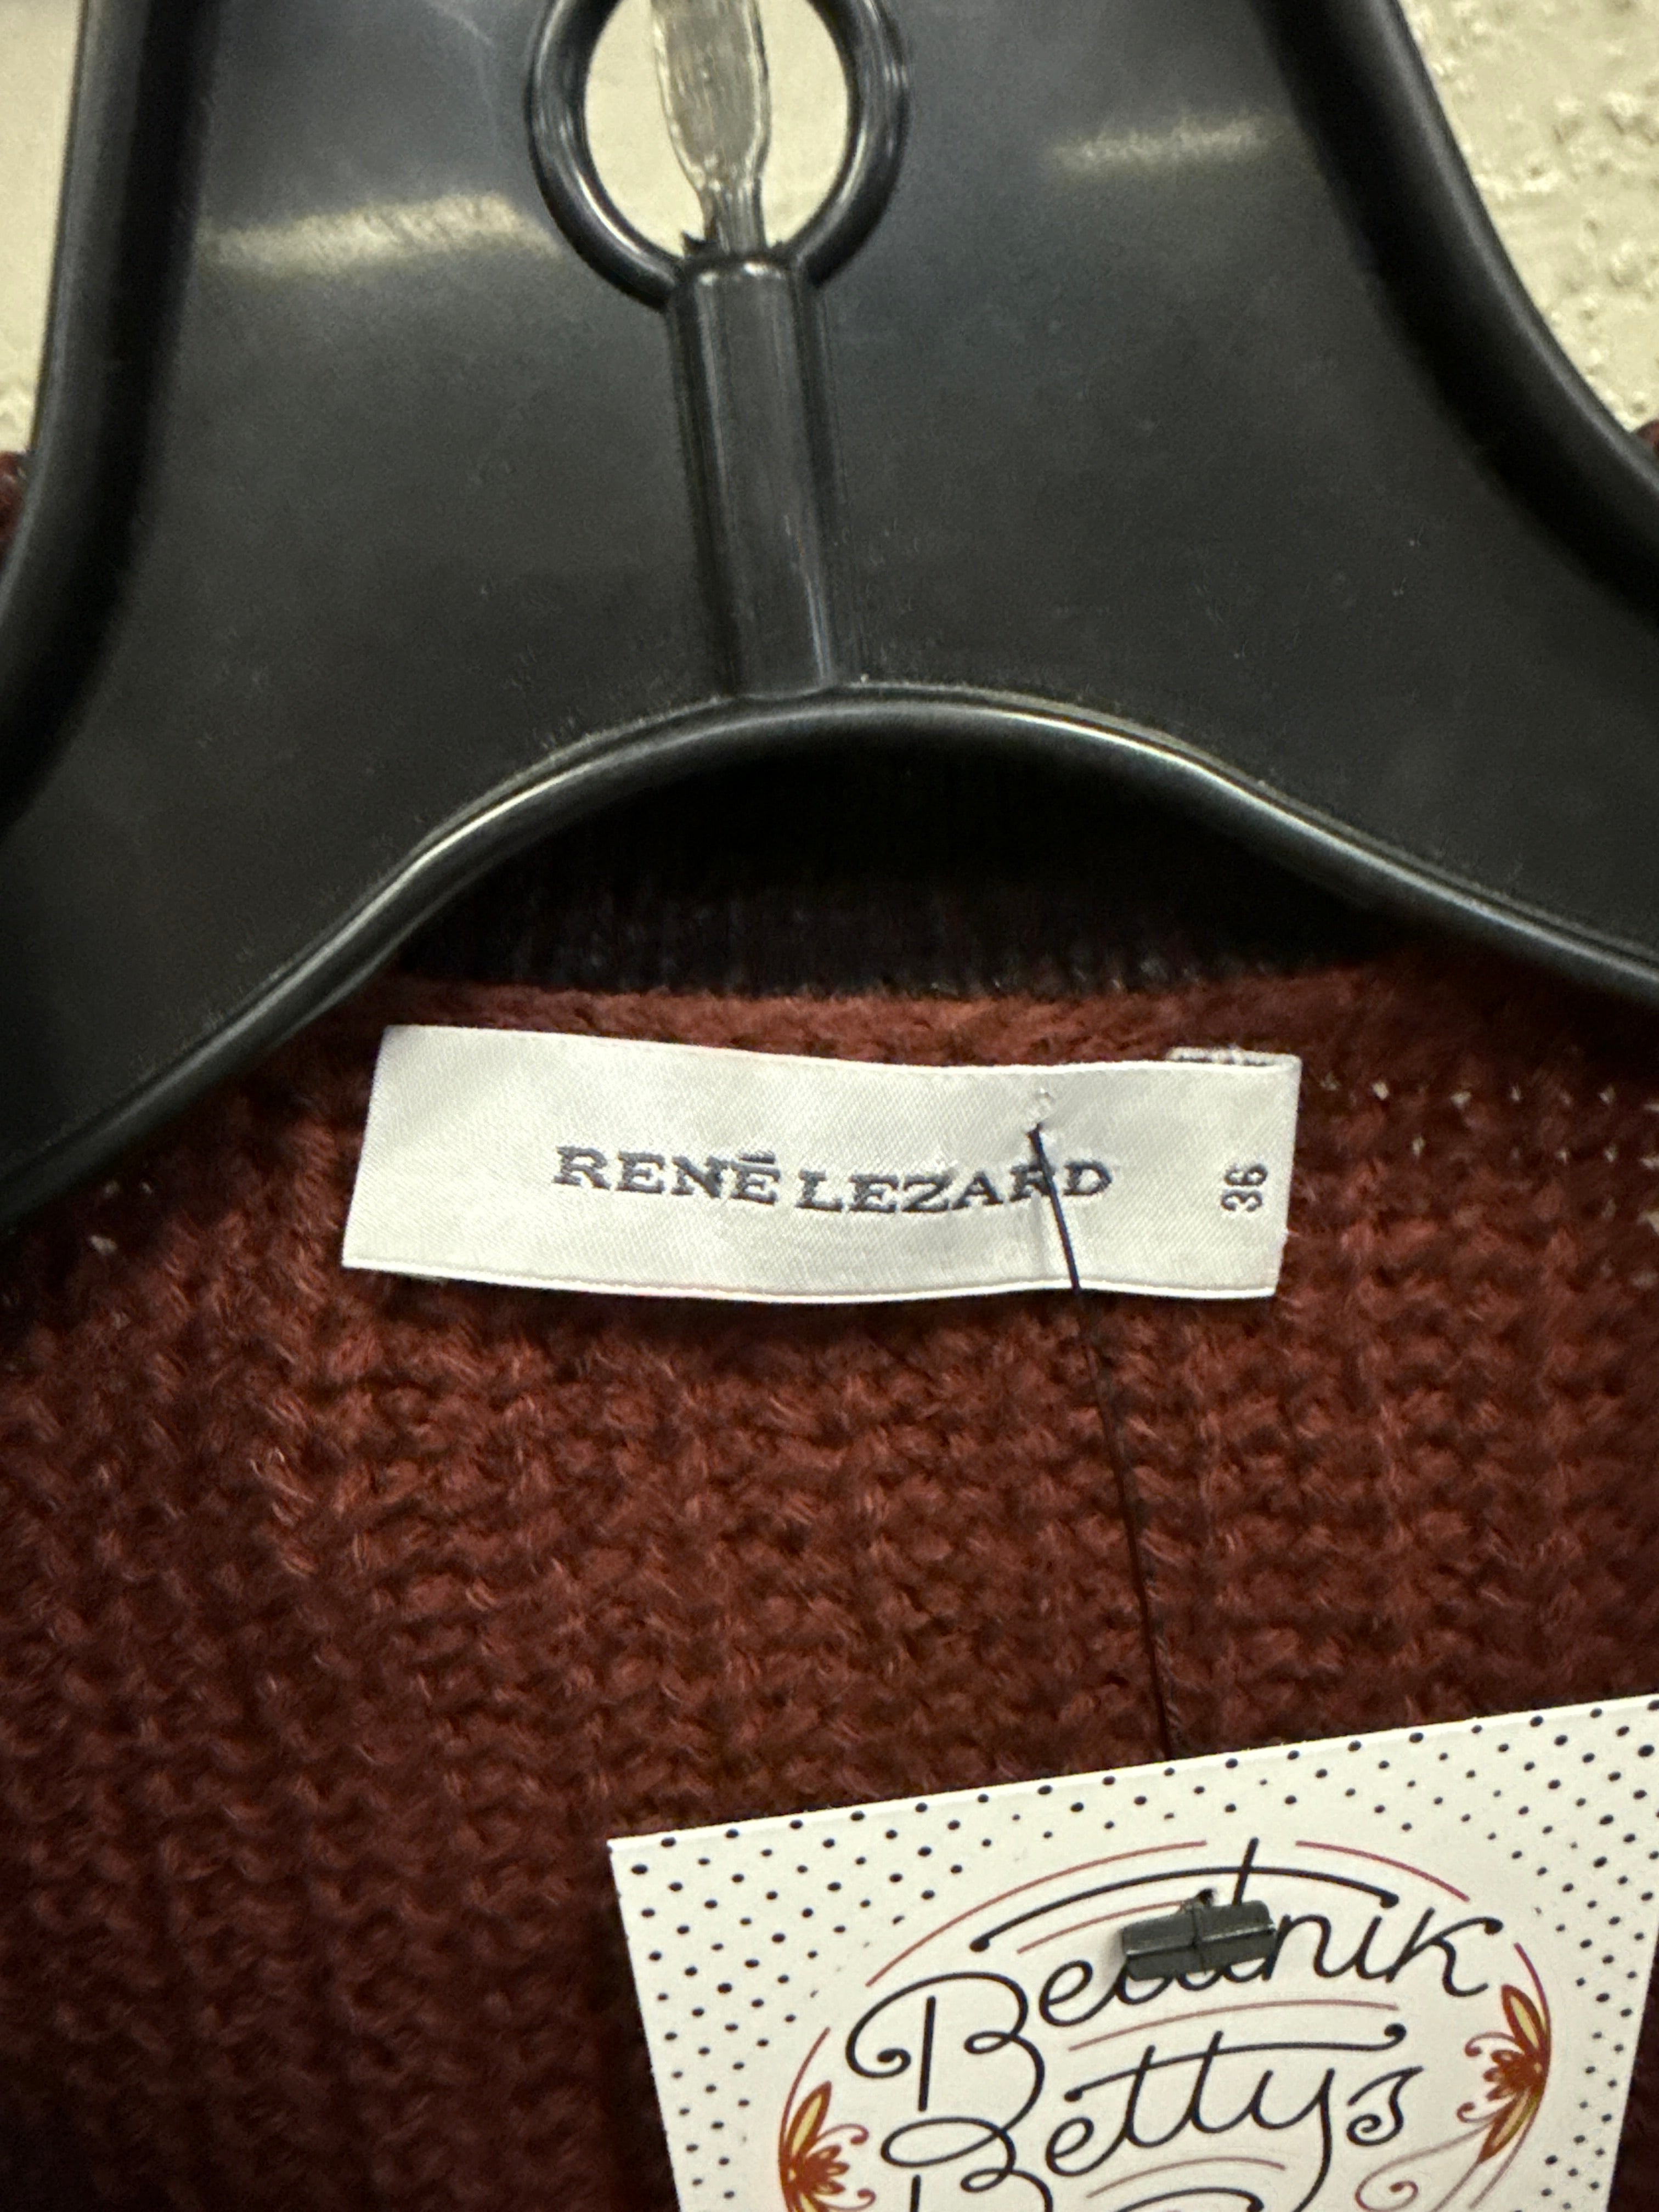 RENÉ LEZARD
36
Beatnik
Bettys